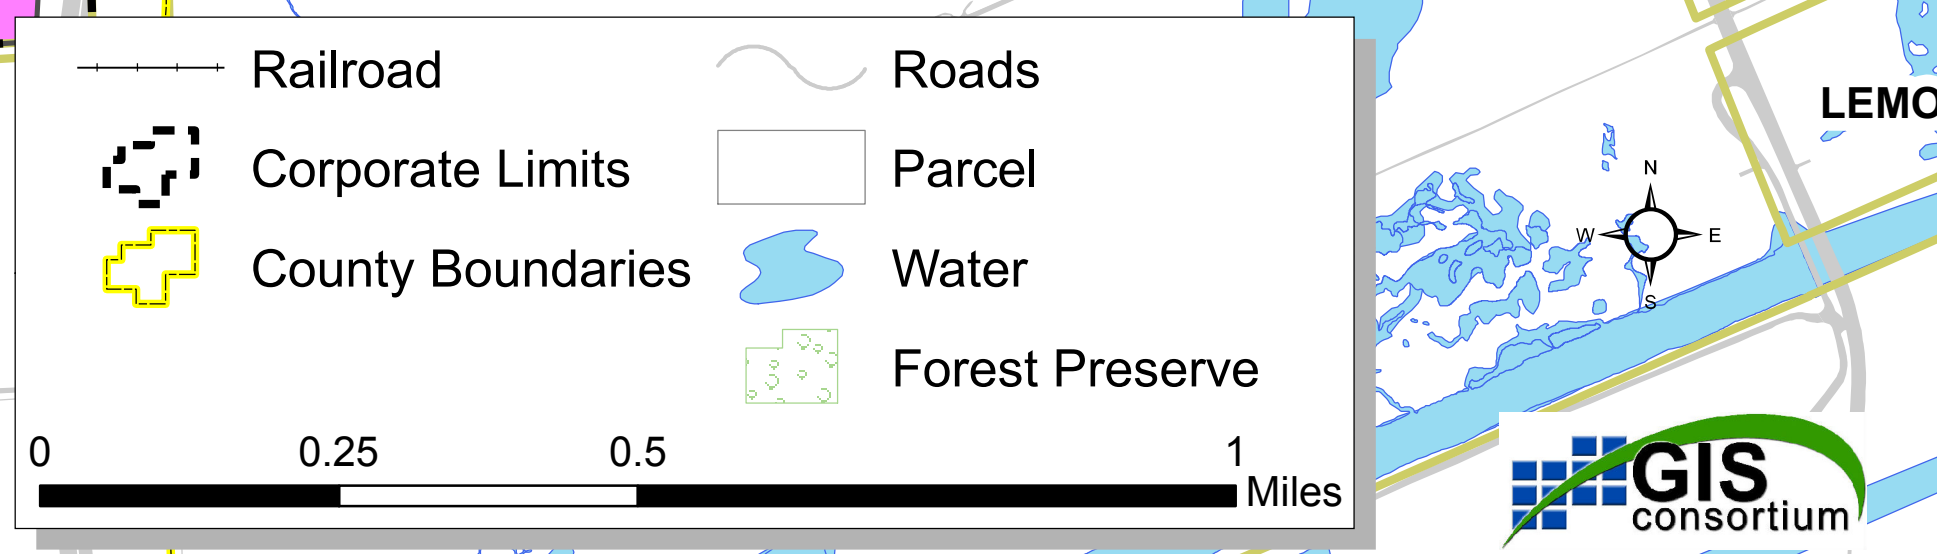 Railroad
Roads
Corporate Limits
Parcel
County Boundaries
Water
Forest Preserve
0 0.25 0.5 1
Miles
LEMO
N
W E
S
GIS
consortium